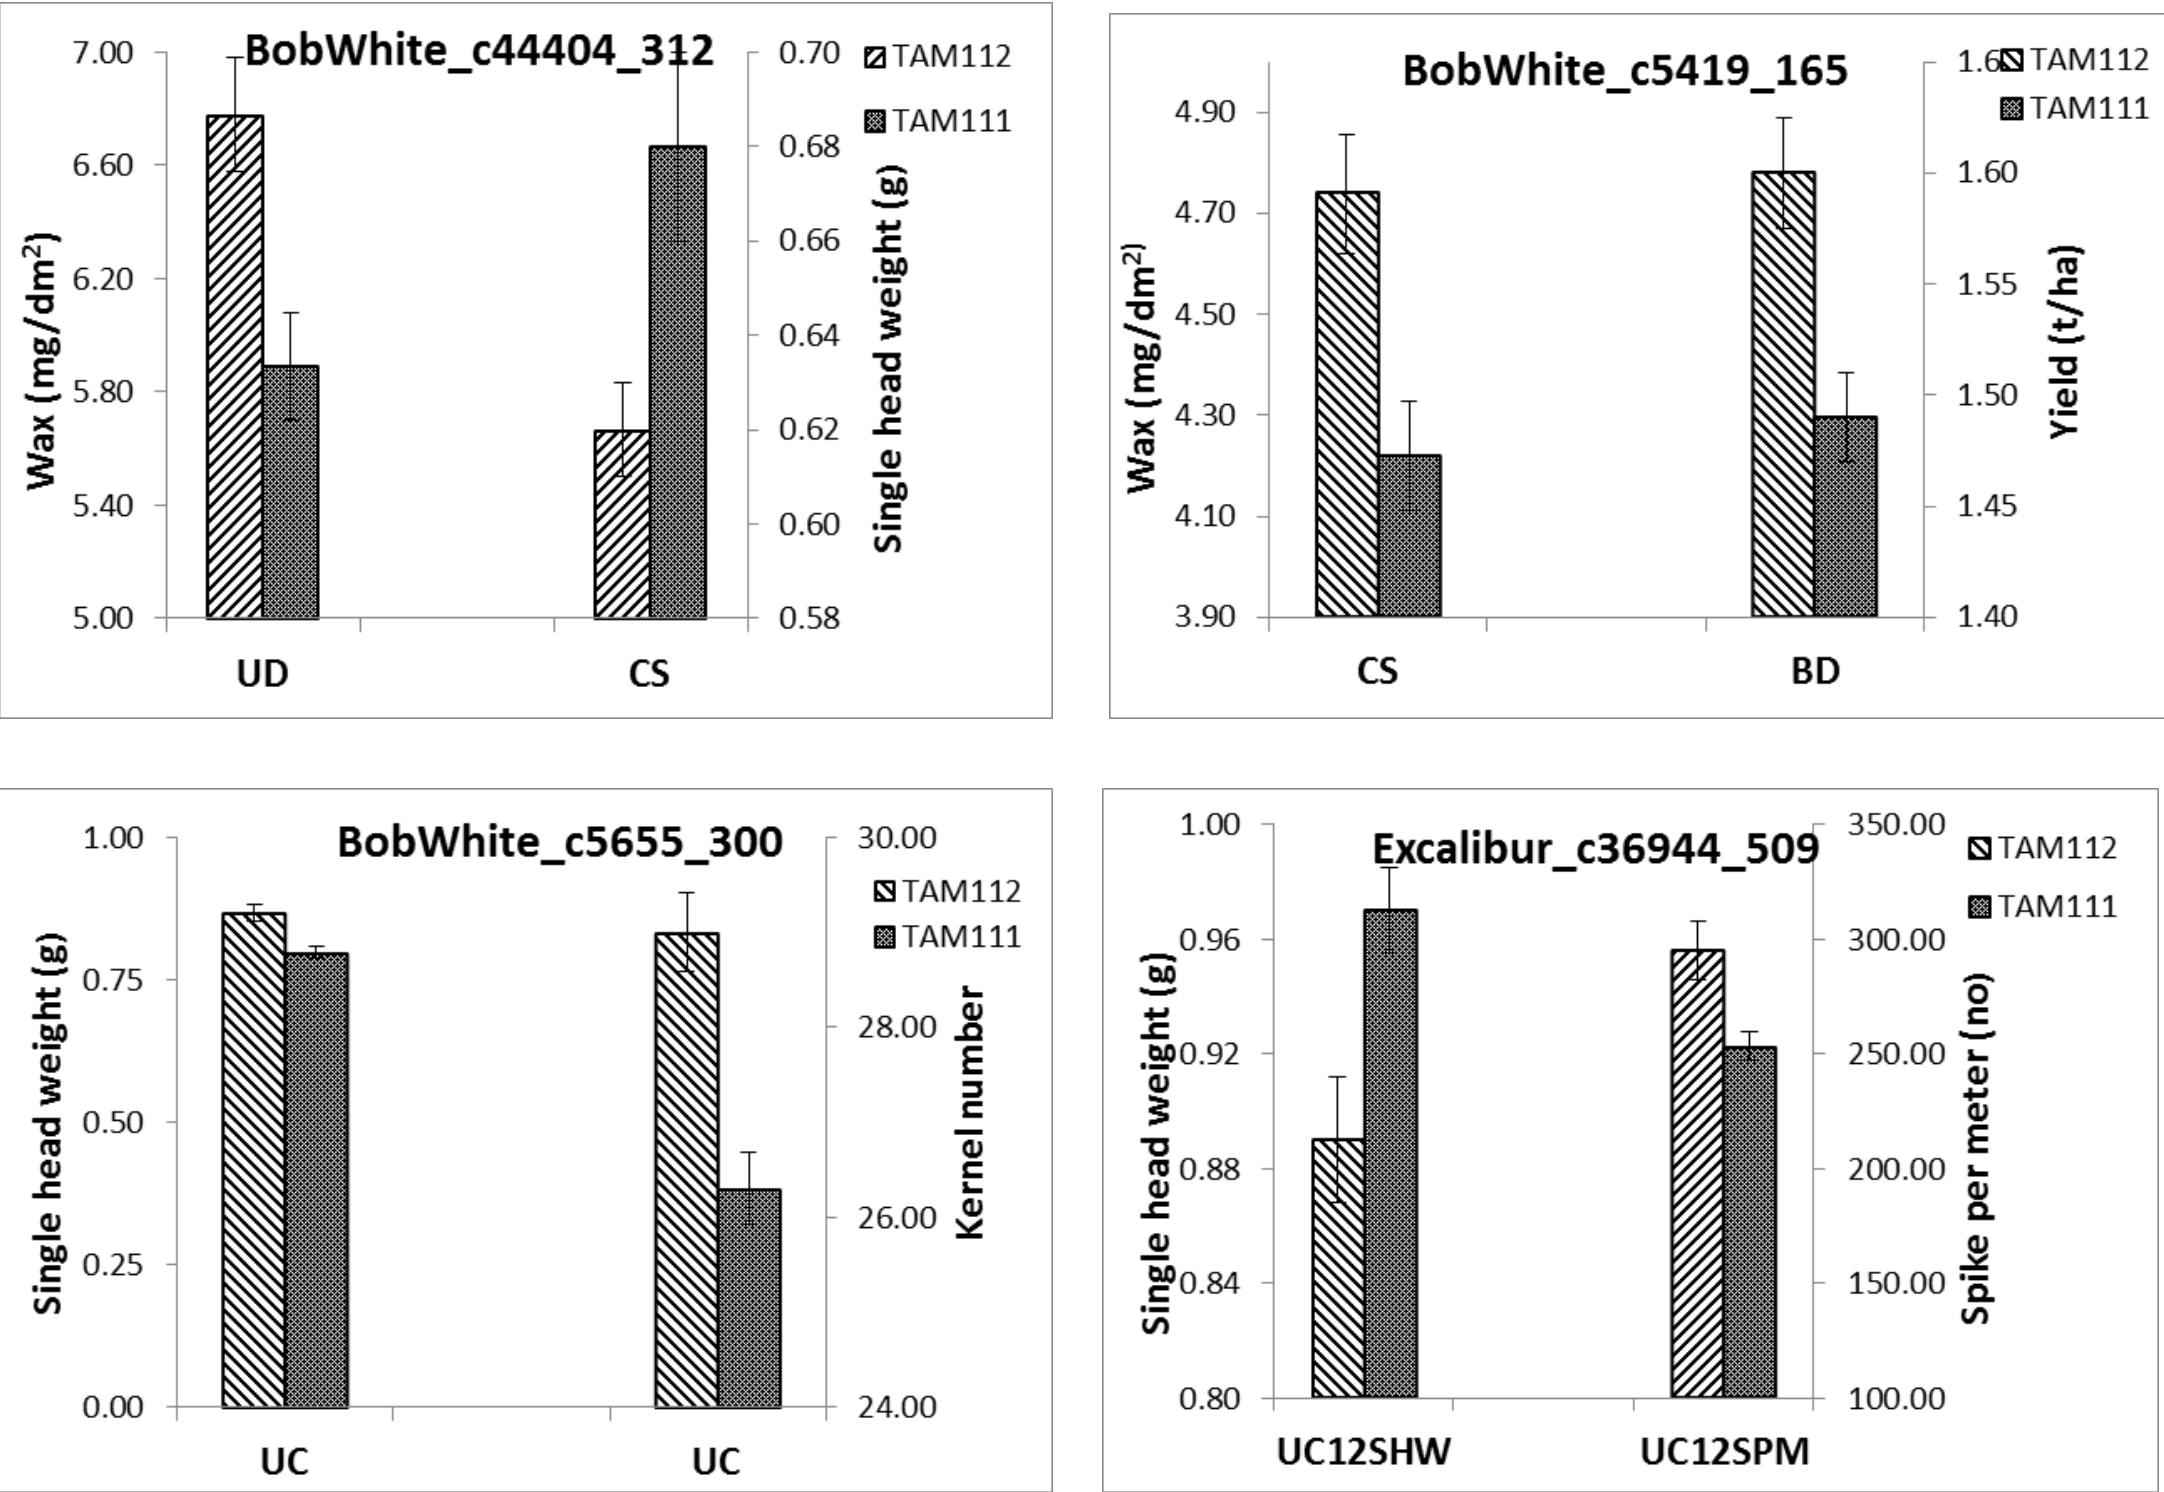 BobWhite_c44404_312
7.00
6.60
6.20
5.80
5.40
5.00
Wax (mg/dm²)
0.70
0.68
0.66
0.64
0.62
0.60
0.58
Single head weight (g)
TAM112
TAM111
UD
CS
BobWhite_c5419_165
4.90
4.70
4.50
4.30
4.10
3.90
Wax (mg/dm²)
1.60
1.55
1.50
1.45
1.40
Yield (t/ha)
TAM112
TAM111
CS
BD
BobWhite_c5655_300
1.00
0.75
0.50
0.25
0.00
Single head weight (g)
30.00
28.00
26.00
24.00
Kernel number
TAM112
TAM111
UC
UC
Excalibur_c36944_509
1.00
0.96
0.92
0.88
0.84
0.80
Single head weight (g)
350.00
300.00
250.00
200.00
150.00
100.00
Spike per meter (no)
TAM112
TAM111
UC12SHW
UC12SPM